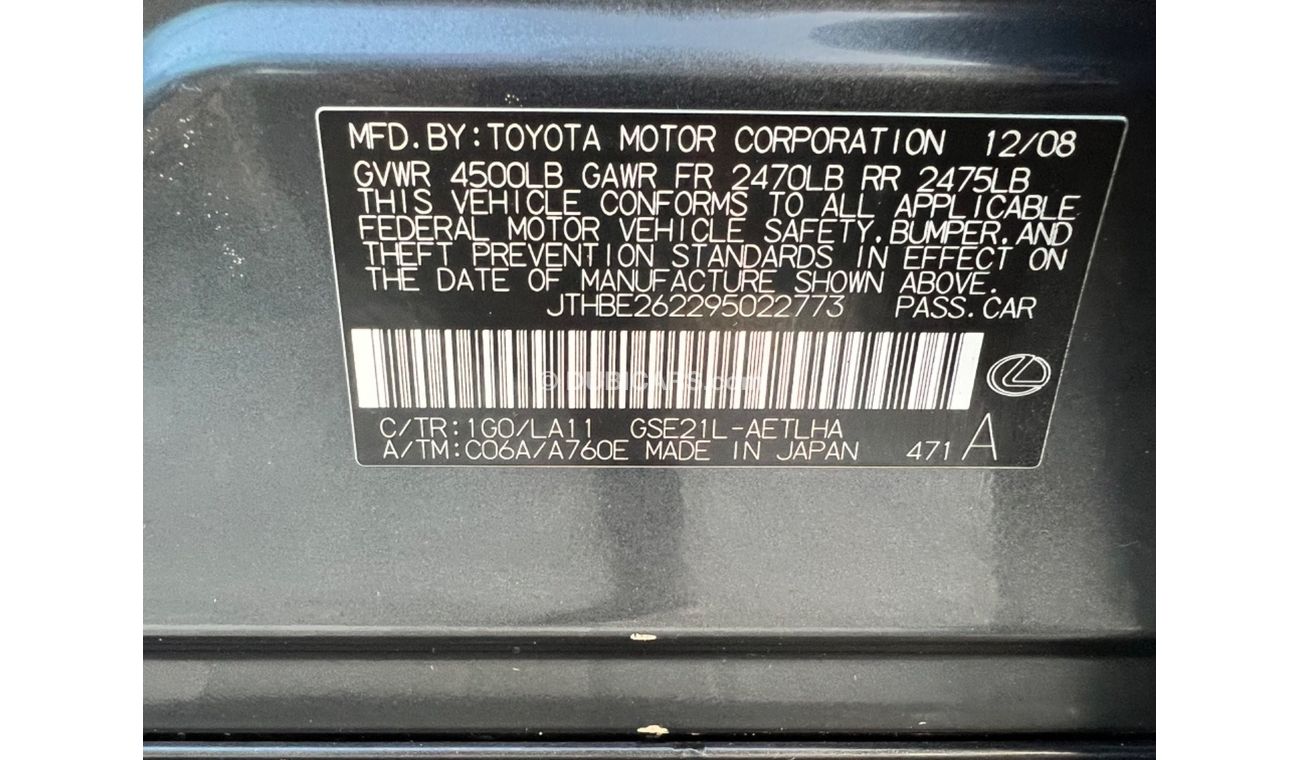 MFD.BY:TOYOTA MOTOR CORPORATION 12/08
GVWR 4500LB GAWR FR 2470LB RR 2475LB
THIS VEHICLE CONFORMS TO ALL APPLICABLE
FEDERAL MOTOR VEHICLE SAFETY,BUMPER,AND
THEFT PREVENTION STANDARDS IN EFFECT ON
THE DATE OF MANUFACTURE SHOWN ABOVE.
JTHBE262295022773 PASS.CAR
© DUBICARS.com
C/TR:1G0/LA11 GSE21L-AETLHA
A/TM:C06A/A760E MADE IN JAPAN 471 A